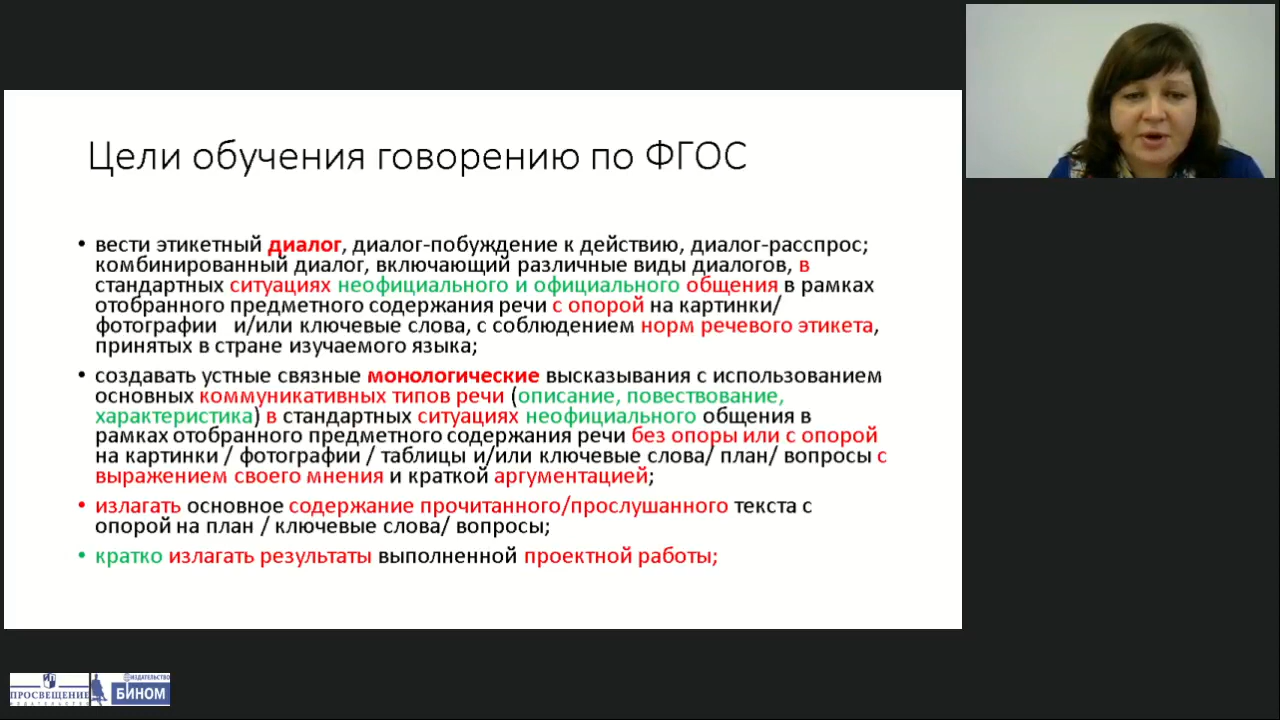 Цели обучения говорению по ФГОС
• вести этикетный диалог, диалог-побуждение к действию, диалог-расспрос;
комбинированный диалог, включающий различные виды диалогов, в
стандартных ситуациях неофициального и официального общения в рамках
отобранного предметного содержания речи с опорой на картинки/
фотографии и/или ключевые слова, с соблюдением норм речевого этикета,
принятых в стране изучаемого языка;
• создавать устные связные монологические высказывания с использованием
основных коммуникативных типов речи (описание, повествование,
характеристика) в стандартных ситуациях неофициального общения в
рамках отобранного предметного содержания речи без опоры или с опорой
на картинки / фотографии / таблицы и/или ключевые слова/ план/ вопросы с
выражением своего мнения и краткой аргументацией;
• излагать основное содержание прочитанного/прослушанного текста с
опорой на план / ключевые слова/ вопросы;
• кратко излагать результаты выполненной проектной работы;
ПРОСВЕЩЕНИЕ
ИЗДАТЕЛЬСТВО
ИЗДАТЕЛЬСТВО
БИНОМ